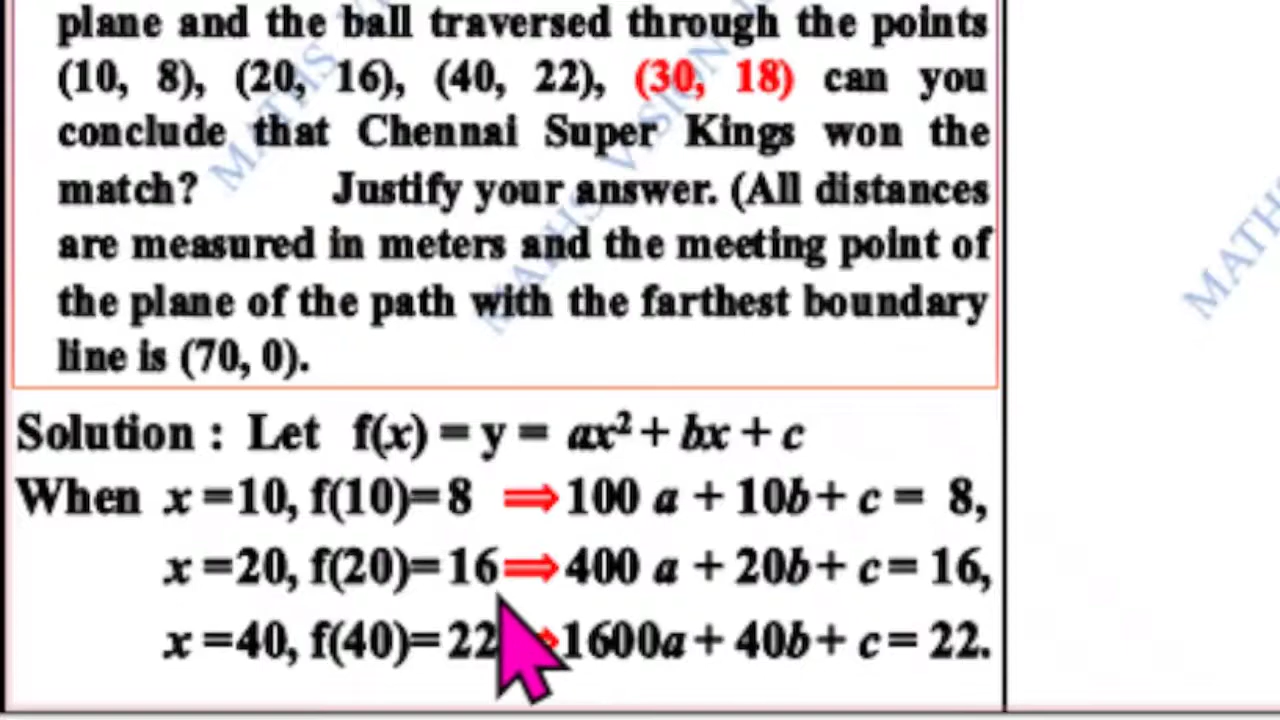 plane and the ball traversed through the points
(10, 8), (20, 16), (40, 22), (30, 18) can you
conclude that Chennai Super Kings won the
match? Justify your answer. (All distances
are measured in meters and the meeting point of
the plane of the path with the farthest boundary
line is (70, 0).
Solution : Let f(x) = y = ax² + bx + c
When x =10, f(10)= 8 ⟹ 100 a + 10b + c = 8,
x =20, f(20)= 16 ⟹ 400 a + 20b + c = 16,
x =40, f(40)= 22 ⟹ 1600a + 40b + c = 22.
MATHS VISION
MATHS
MATHS